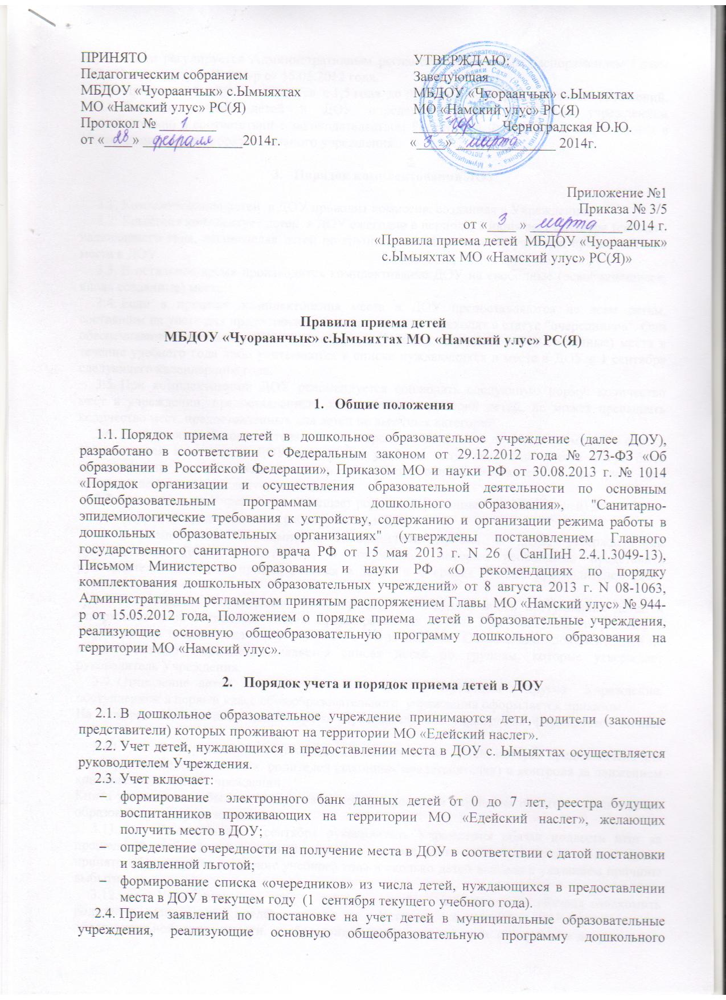 ПРИНЯТО
Педагогическим собранием
МБДОУ «Чуораанчык» с.Ымыяхтах
МО «Намский улус» РС(Я)
Протокол № 1
от «28» февраля 2014г.
УТВЕРЖДАЮ:
Заведующая
МБДОУ «Чуораанчык» с.Ымыяхтах
МО «Намский улус» РС(Я)
Черноградская Ю.Ю.
«3» марта 2014г.
Приложение №1
Приказа № 3/5
от «3» марта 2014 г.
«Правила приема детей МБДОУ «Чуораанчык»
с.Ымыяхтах МО «Намский улус» РС(Я)»
Правила приема детей
МБДОУ «Чуораанчык» с.Ымыяхтах МО «Намский улус» РС(Я)
1. Общие положения
1.1. Порядок приема детей в дошкольное образовательное учреждение (далее ДОУ),
разработано в соответствии с Федеральным законом от 29.12.2012 года № 273-ФЗ «Об
образовании в Российской Федерации», Приказом МО и науки РФ от 30.08.2013 г. № 1014
«Порядок организации и осуществления образовательной деятельности по основным
общеобразовательным программам дошкольного образования», "Санитарно-
эпидемиологические требования к устройству, содержанию и организации режима работы в
дошкольных образовательных организациях" (утверждены постановлением Главного
государственного санитарного врача РФ от 15 мая 2013 г. N 26 ( СанПиН 2.4.1.3049-13),
Письмом Министерство образования и науки РФ «О рекомендациях по порядку
комплектования дошкольных образовательных учреждений» от 8 августа 2013 г. N 08-1063,
Административным регламентом принятым распоряжением Главы МО «Намский улус» № 944-
р от 15.05.2012 года, Положением о порядке приема детей в образовательные учреждения,
реализующие основную общеобразовательную программу дошкольного образования на
территории МО «Намский улус».
2. Порядок учета и порядок приема детей в ДОУ
2.1. В дошкольное образовательное учреждение принимаются дети, родители (законные
представители) которых проживают на территории МО «Едейский наслег».
2.2. Учет детей, нуждающихся в предоставлении места в ДОУ с. Ымыяхтах осуществляется
руководителем Учреждения.
2.3. Учет включает:
– формирование электронного банк данных детей от 0 до 7 лет, реестра будущих
воспитанников проживающих на территории МО «Едейский наслег», желающих
получить место в ДОУ;
– определение очередности на получение места в ДОУ в соответствии с датой постановки
и заявленной льготой;
– формирование списка «очередников» из числа детей, нуждающихся в предоставлении
места в ДОУ в текущем году (1 сентября текущего учебного года).
2.4. Прием заявлений по постановке на учет детей в муниципальные образовательные
учреждения, реализующие основную общеобразовательную программу дошкольного